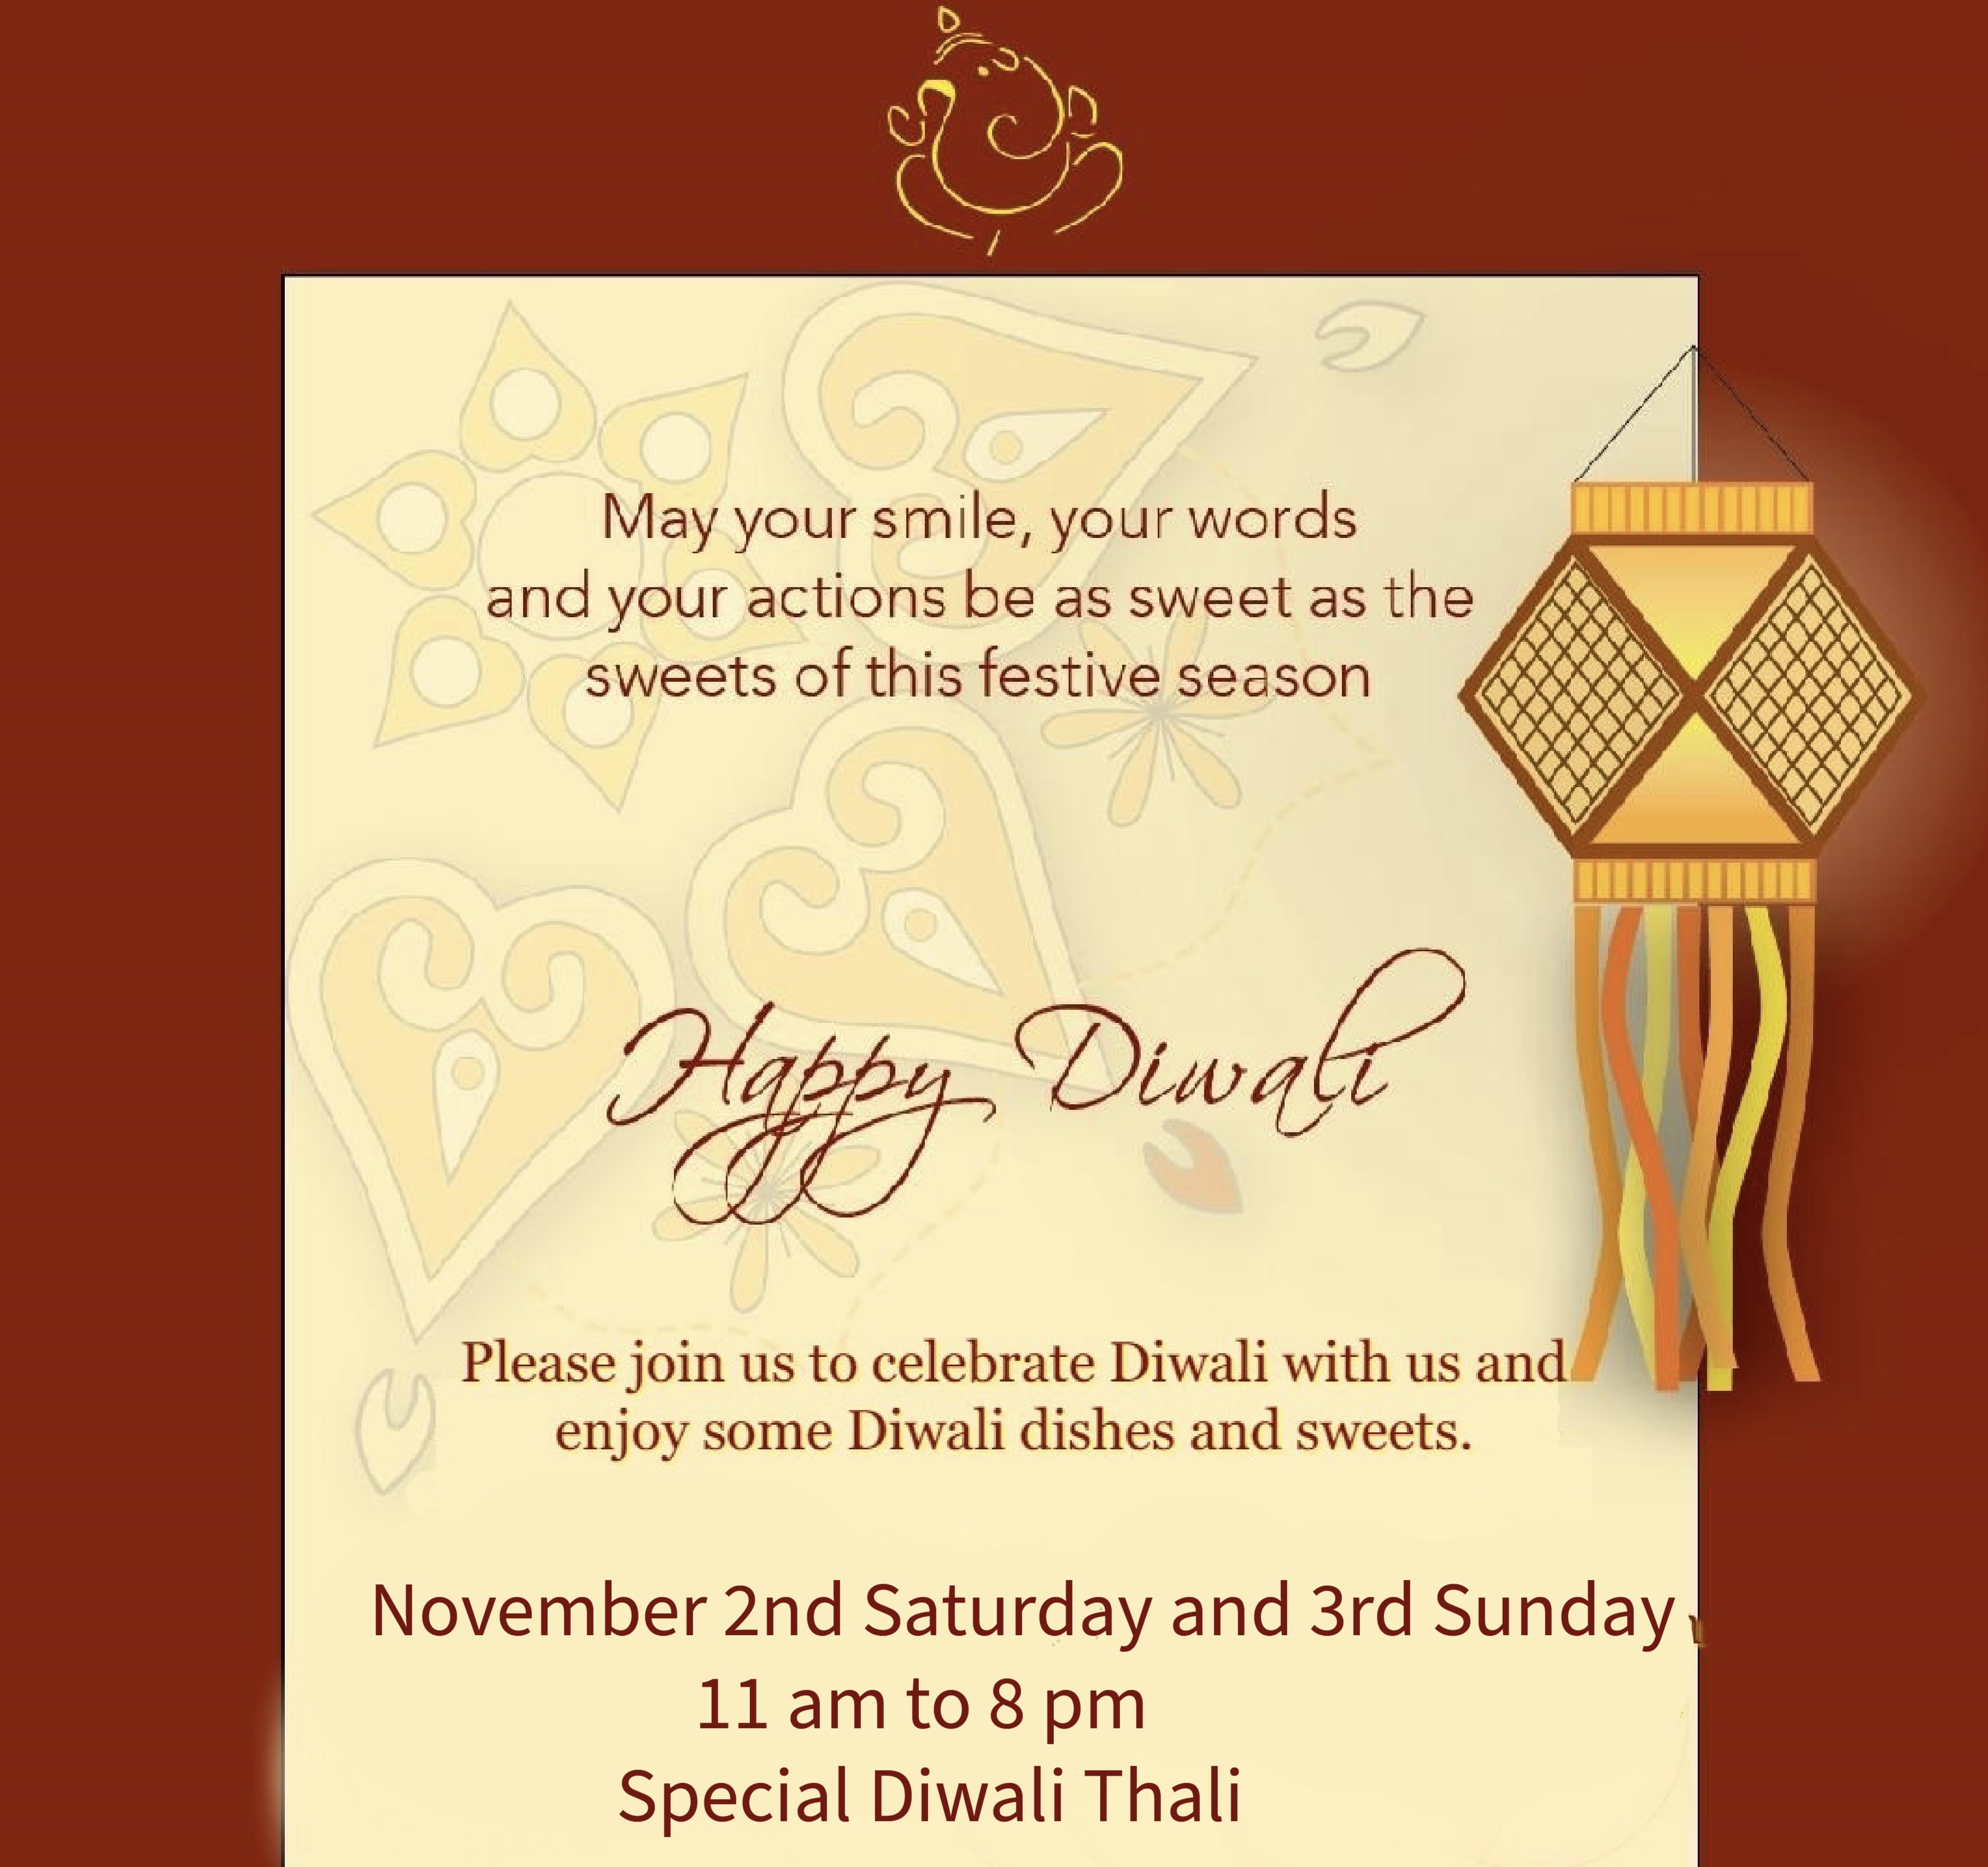 May your smile, your words
and your actions be as sweet as the
sweets of this festive season
Happy Diwali
Please join us to celebrate Diwali with us and
enjoy some Diwali dishes and sweets.
November 2nd Saturday and 3rd Sunday
11 am to 8 pm
Special Diwali Thali